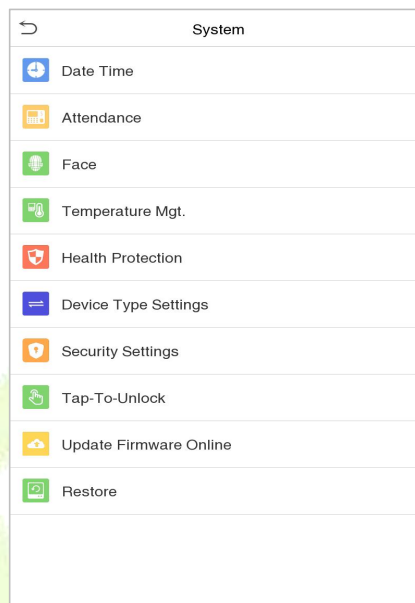 System
Date Time
Attendance
Face
Temperature Mgt.
Health Protection
Device Type Settings
Security Settings
Tap-To-Unlock
Update Firmware Online
Restore